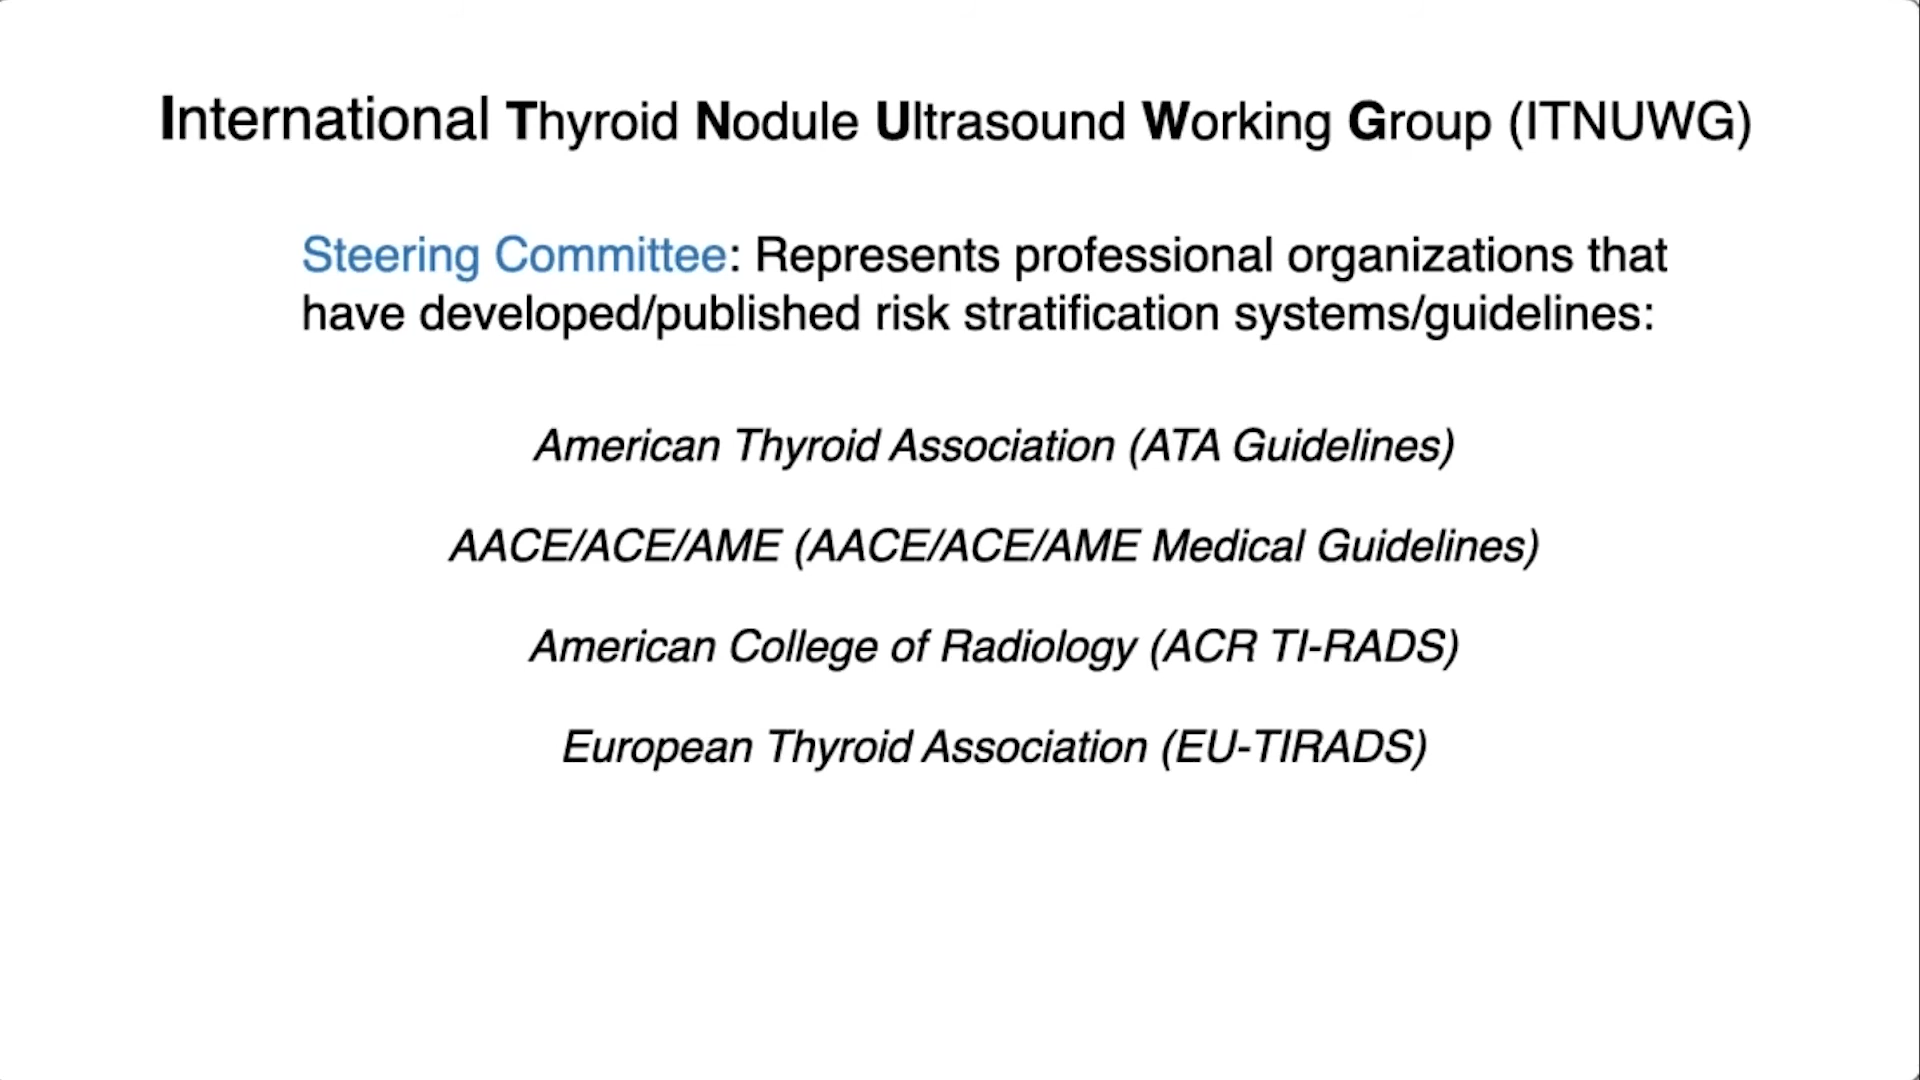 International Thyroid Nodule Ultrasound Working Group (ITNUWG)
Steering Committee: Represents professional organizations that
have developed/published risk stratification systems/guidelines:
American Thyroid Association (ATA Guidelines)
AACE/ACE/AME (AACE/ACE/AME Medical Guidelines)
American College of Radiology (ACR TI-RADS)
European Thyroid Association (EU-TIRADS)